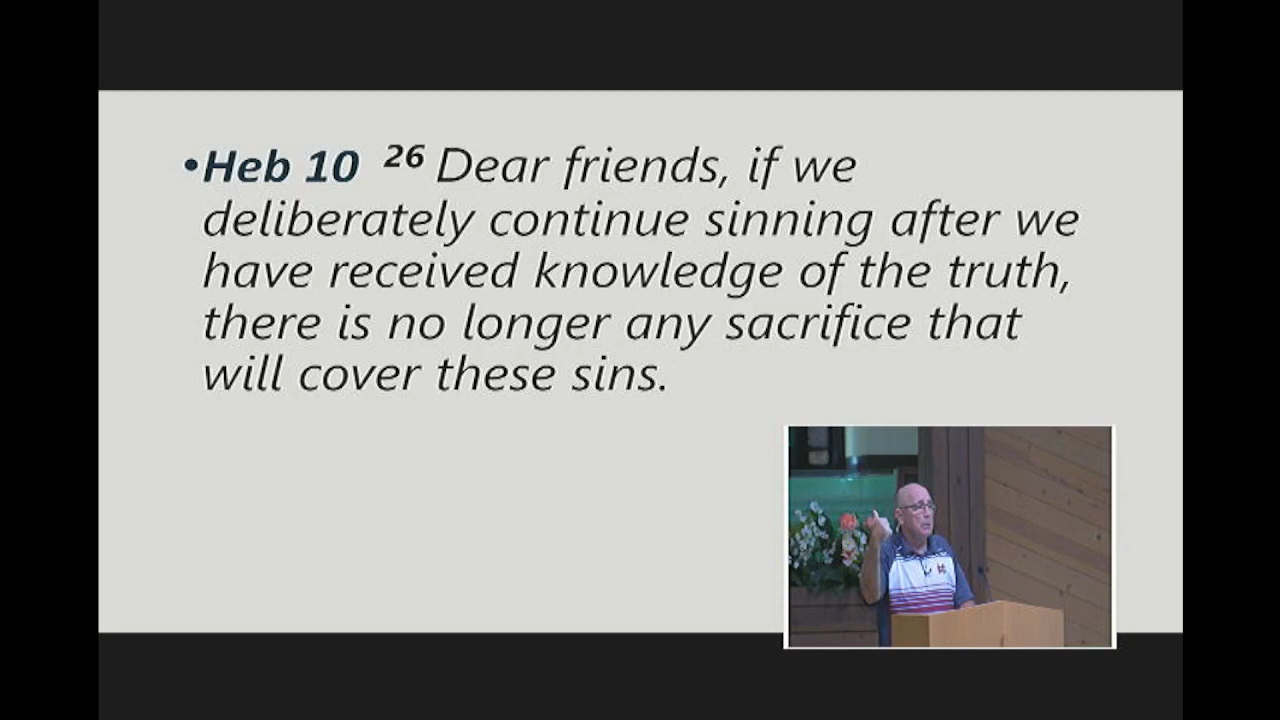 •Heb 10 26 Dear friends, if we
deliberately continue sinning after we
have received knowledge of the truth,
there is no longer any sacrifice that
will cover these sins.